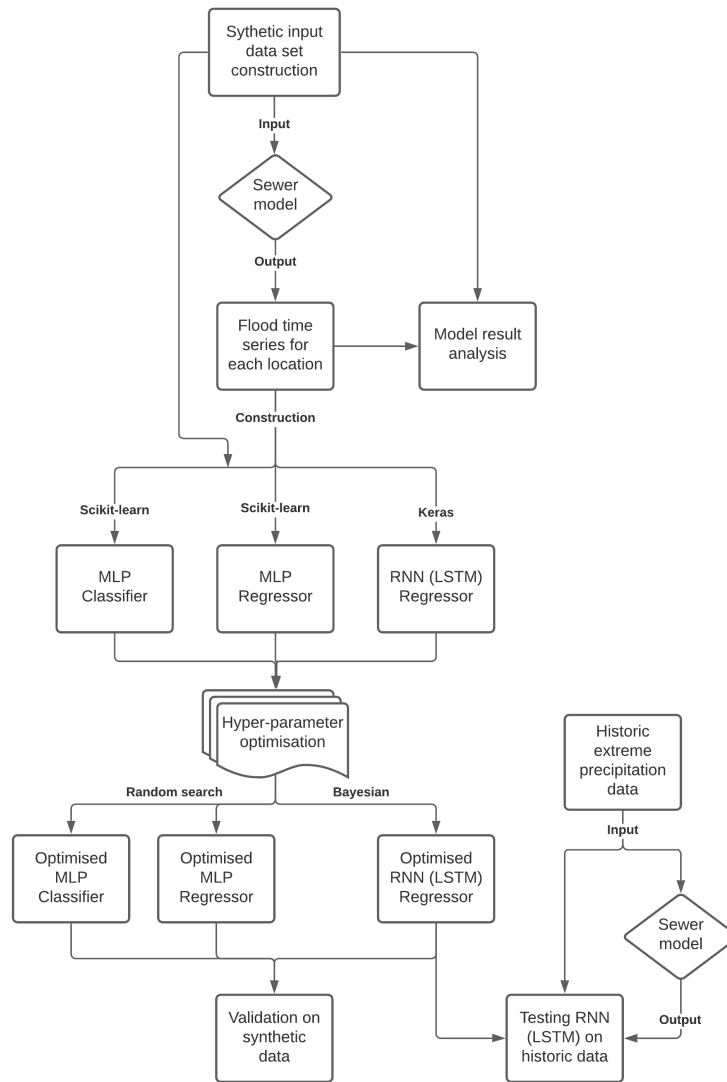 Sythetic input
data set
construction
Input
Sewer
model
Output
Flood time
series for
each location
Model result
analysis
Construction
Scikit-learn
Scikit-learn
Keras
MLP
Classifier
MLP
Regressor
RNN (LSTM)
Regressor
Hyper-parameter
optimisation
Historic
extreme
precipitation
data
Random search
Bayesian
Input
Optimised
MLP
Classifier
Optimised
MLP
Regressor
Optimised
RNN (LSTM)
Regressor
Sewer
model
Validation on
synthetic
data
Testing RNN
(LSTM) on
historic data
Output